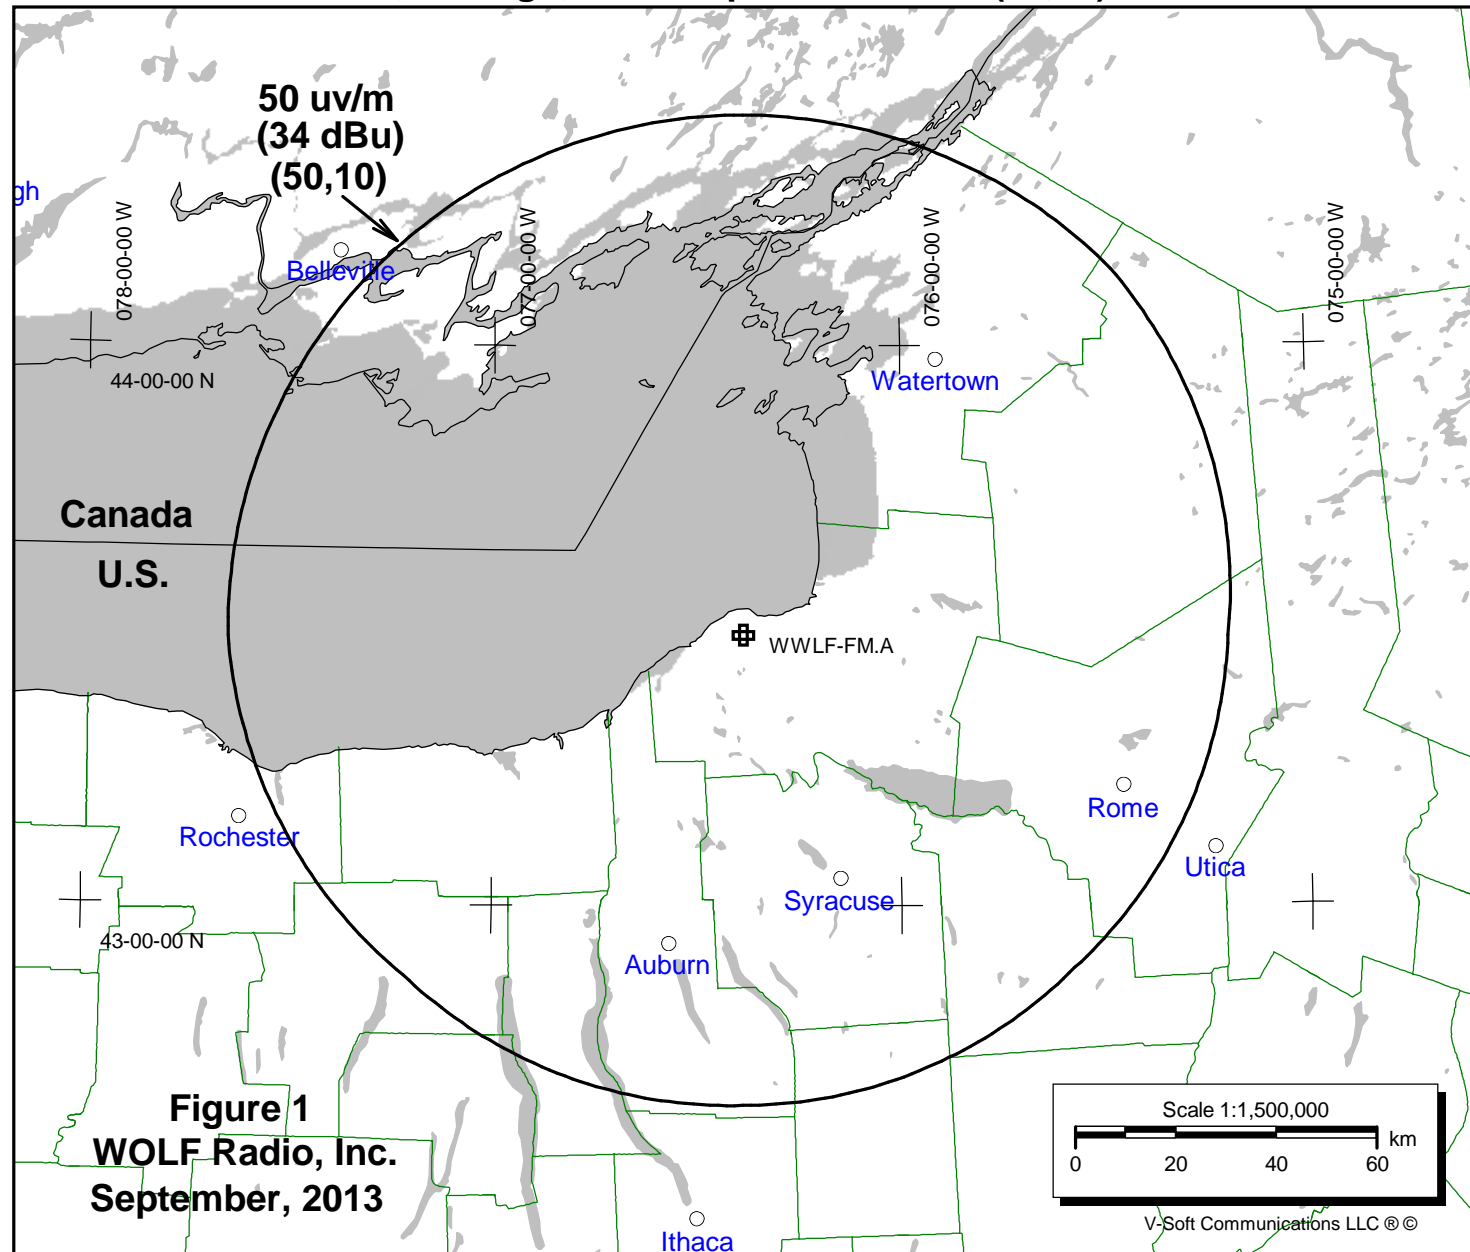 50 uv/m
(34 dBu)
(50,10)
gh
078-00-00 W
077-00-00 W
076-00-00 W
075-00-00 W
Belleville
44-00-00 N
Watertown
Canada
U.S.
WWLF-FM.A
Rome
Rochester
Utica
Syracuse
43-00-00 N
Auburn
Figure 1
WOLF Radio, Inc.
September, 2013
Scale 1:1,500,000
km
0 20 40 60
V-Soft Communications LLC ® ©
Ithaca